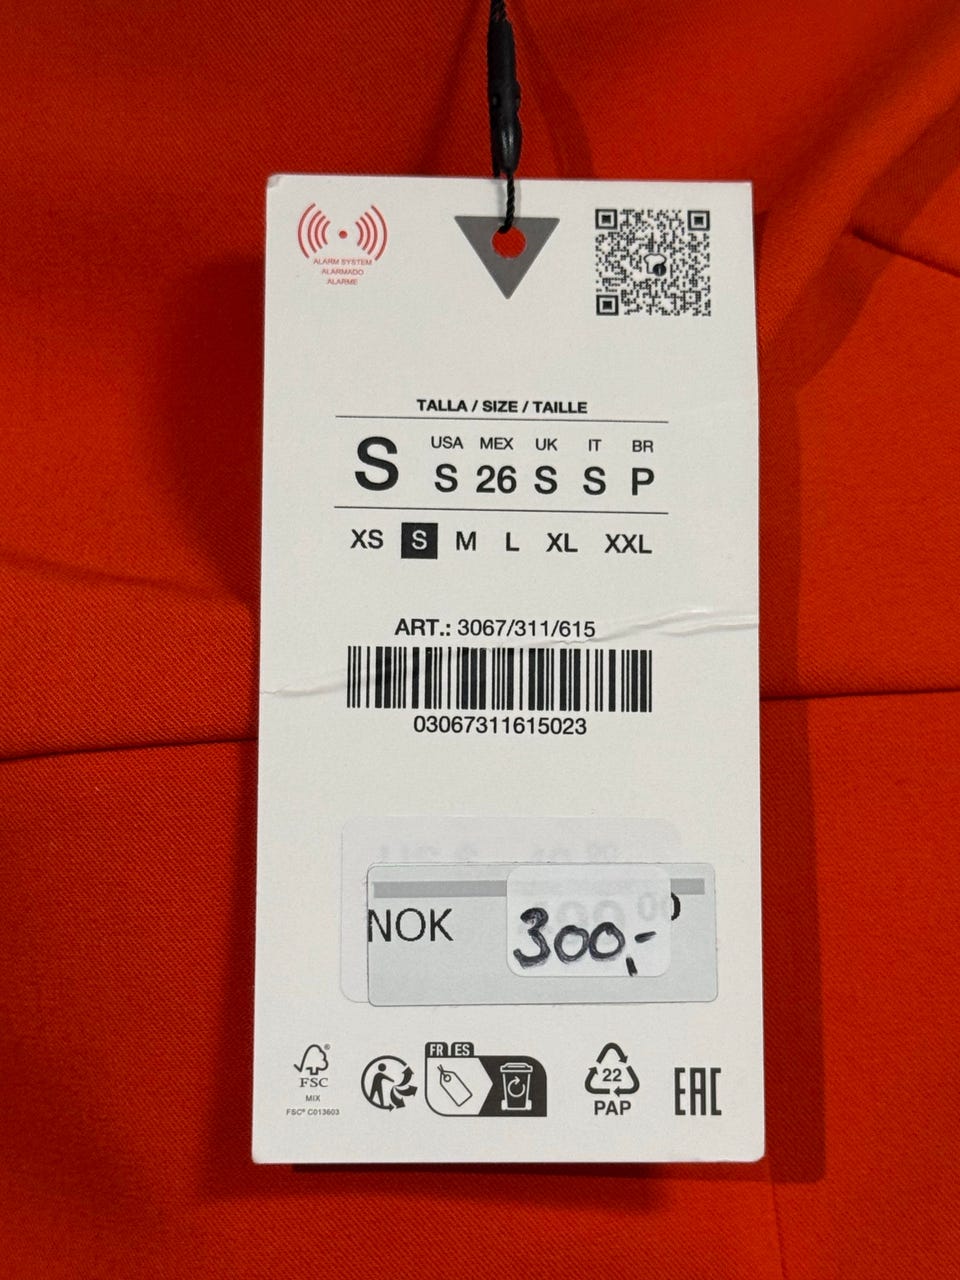 ALARM SYSTEM
ALARMADO
ALARME
TALLA / SIZE / TAILLE
S
USA MEX UK IT BR
S 26 S S P
XS S M L XL XXL
ART.: 3067/311/615
03067311615023
NOK 300,-
FR ES
FSC®
MIX
FSC® C013603
22
PAP
EAC